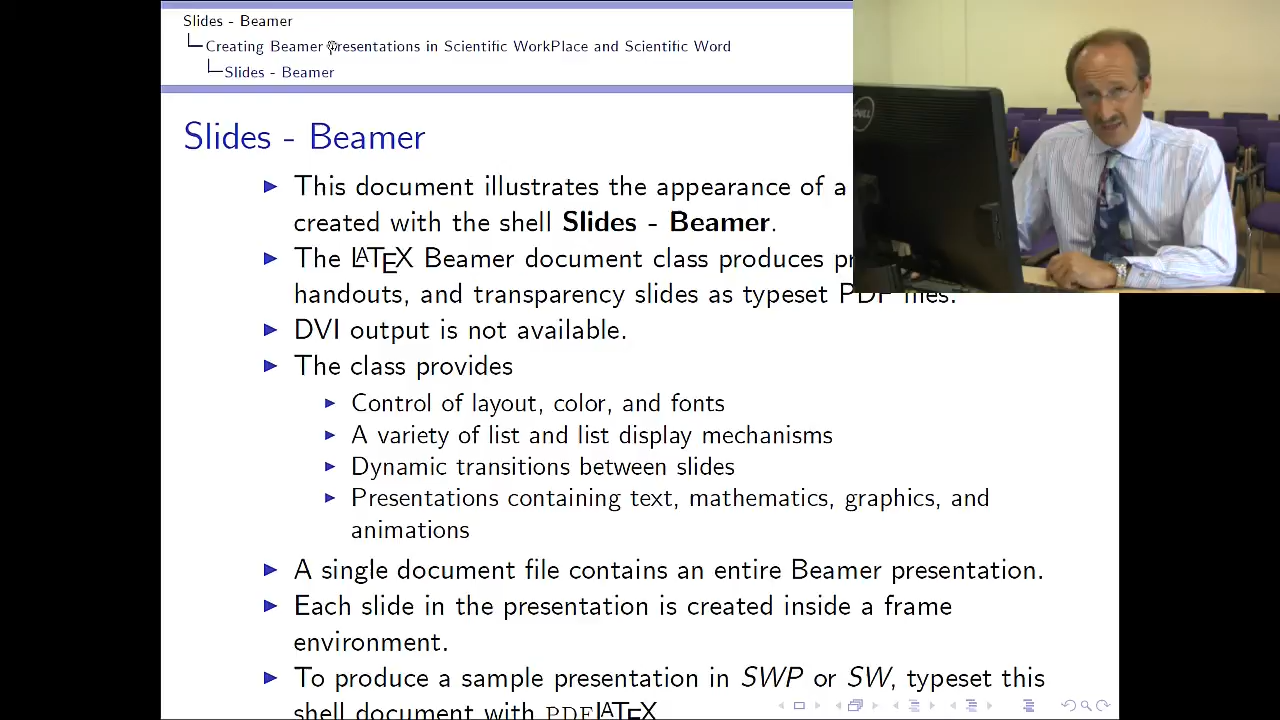 Slides - Beamer
Creating Beamer Presentations in Scientific WorkPlace and Scientific Word
Slides - Beamer
Slides - Beamer
This document illustrates the appearance of a
created with the shell Slides - Beamer.
The LATEX Beamer document class produces
handouts, and transparency slides as typeset PDF files.
DVI output is not available.
The class provides
Control of layout, color, and fonts
A variety of list and list display mechanisms
Dynamic transitions between slides
Presentations containing text, mathematics, graphics, and
animations
A single document file contains an entire Beamer presentation.
Each slide in the presentation is created inside a frame
environment.
To produce a sample presentation in SWP or SW, typeset this
shell document with PDFLATEX
DELL